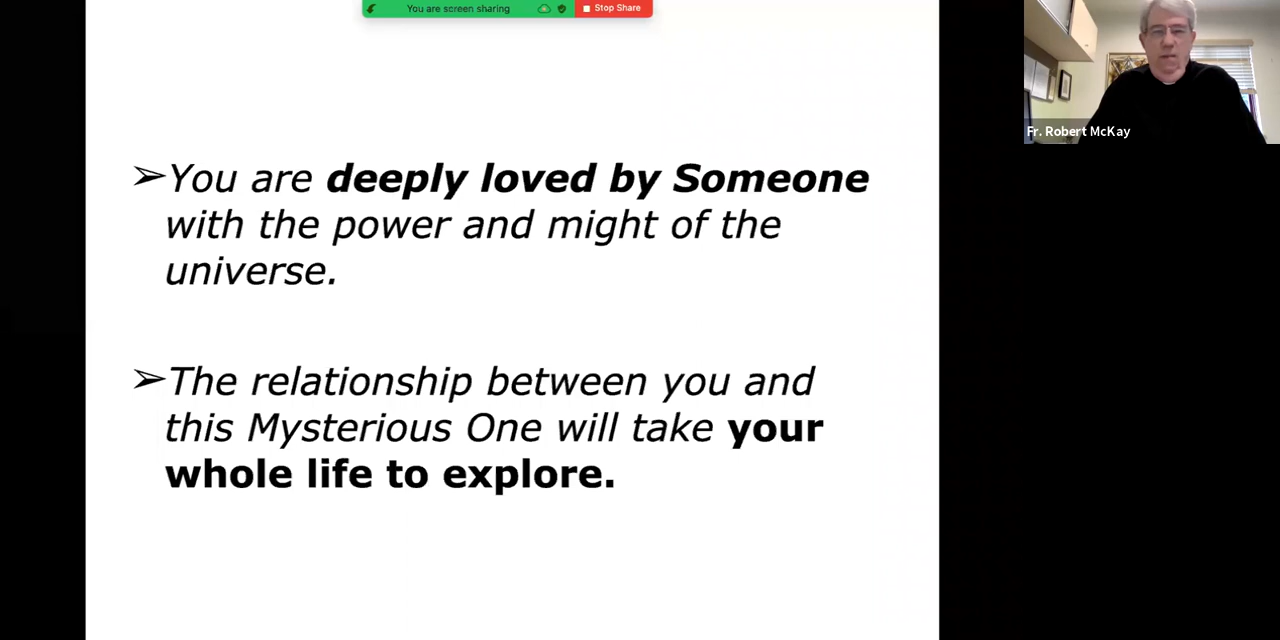 You are screen sharing
Stop Share
Fr. Robert McKay
➢You are deeply loved by Someone
with the power and might of the
universe.
➢The relationship between you and
this Mysterious One will take your
whole life to explore.